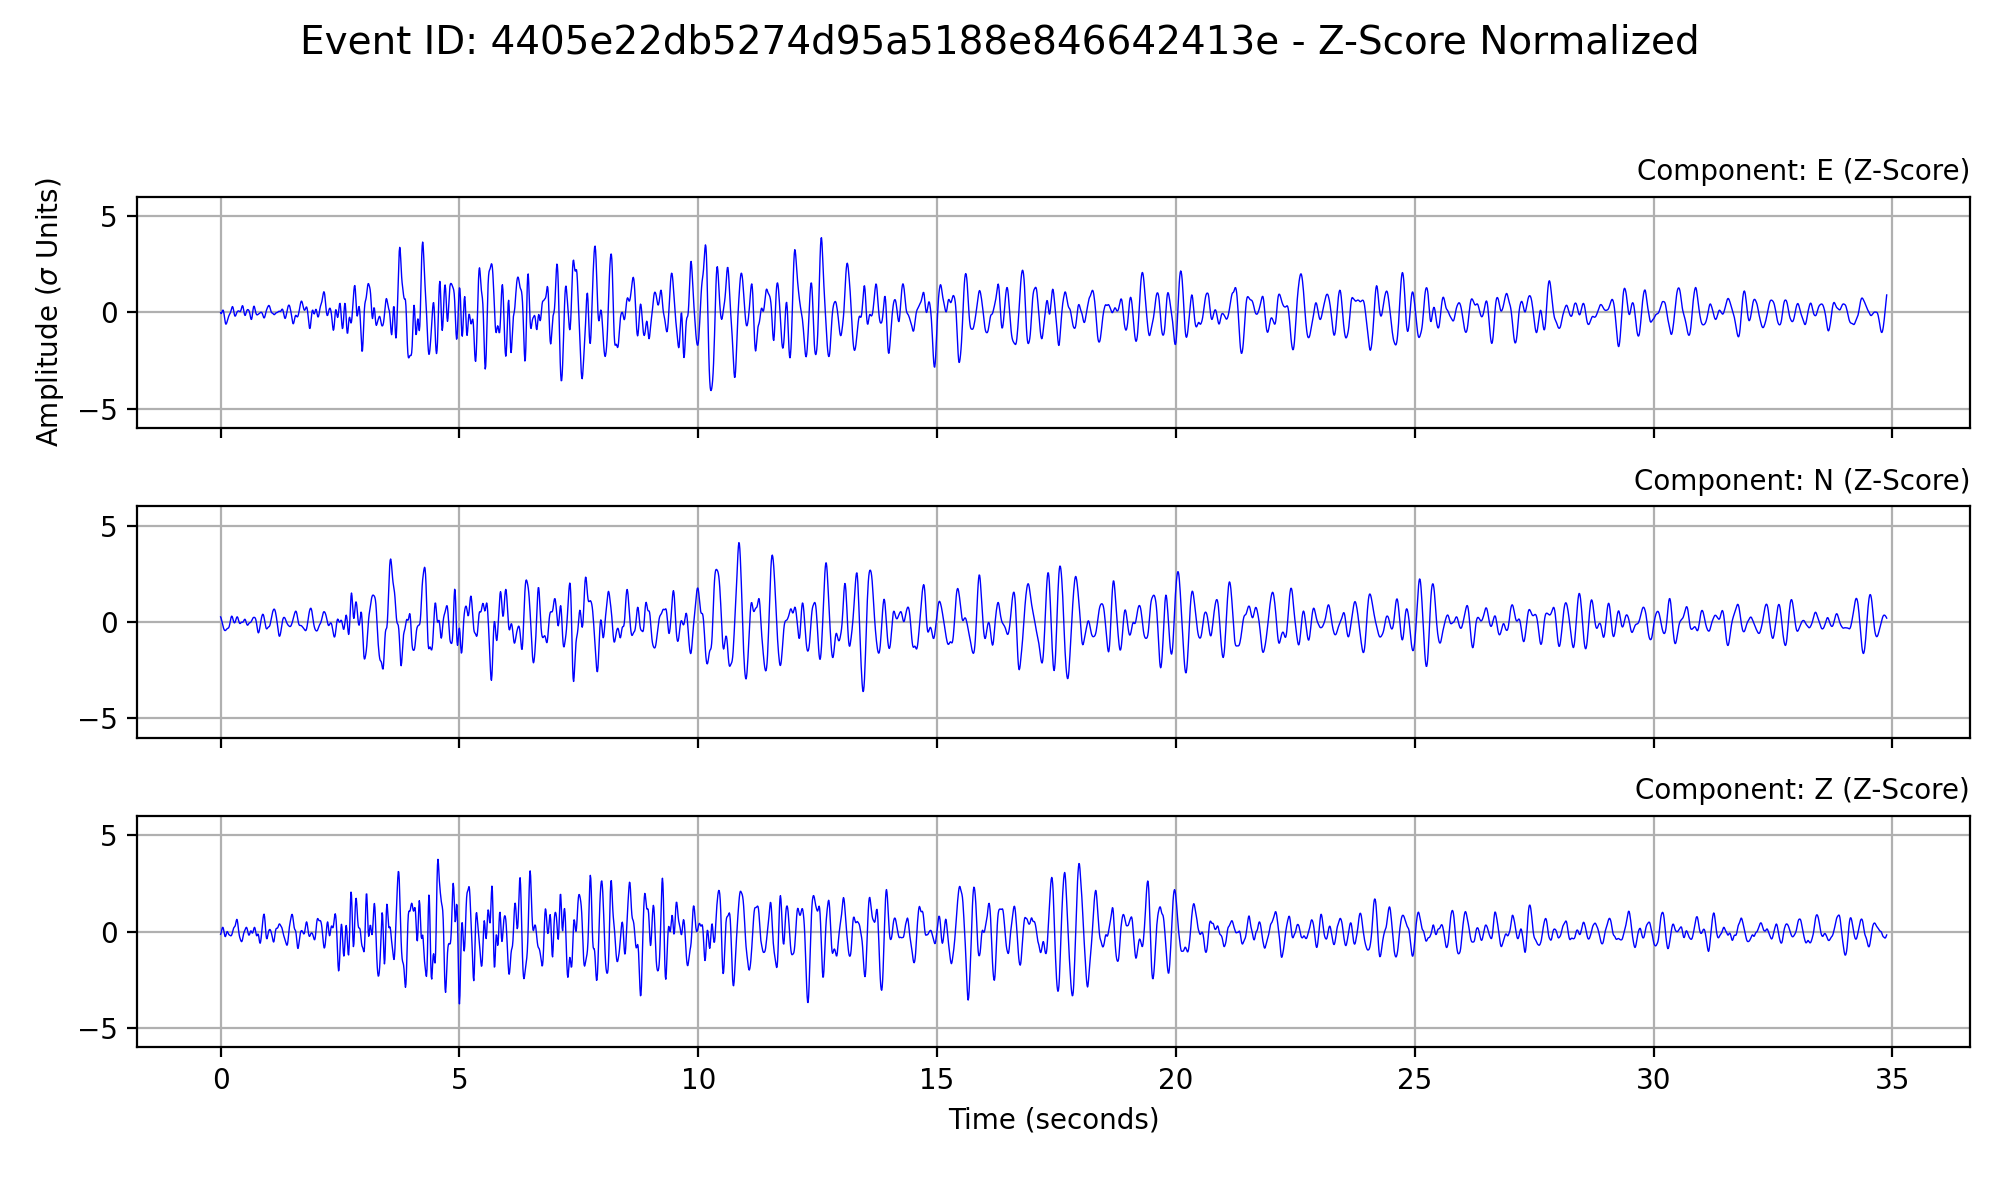 Event ID: 4405e22db5274d95a5188e846642413e - Z-Score Normalized
Component: E (Z-Score)
Amplitude (σ Units)
5
0
−5
Component: N (Z-Score)
5
0
−5
Component: Z (Z-Score)
5
0
−5
0 5 10 15 20 25 30 35
Time (seconds)